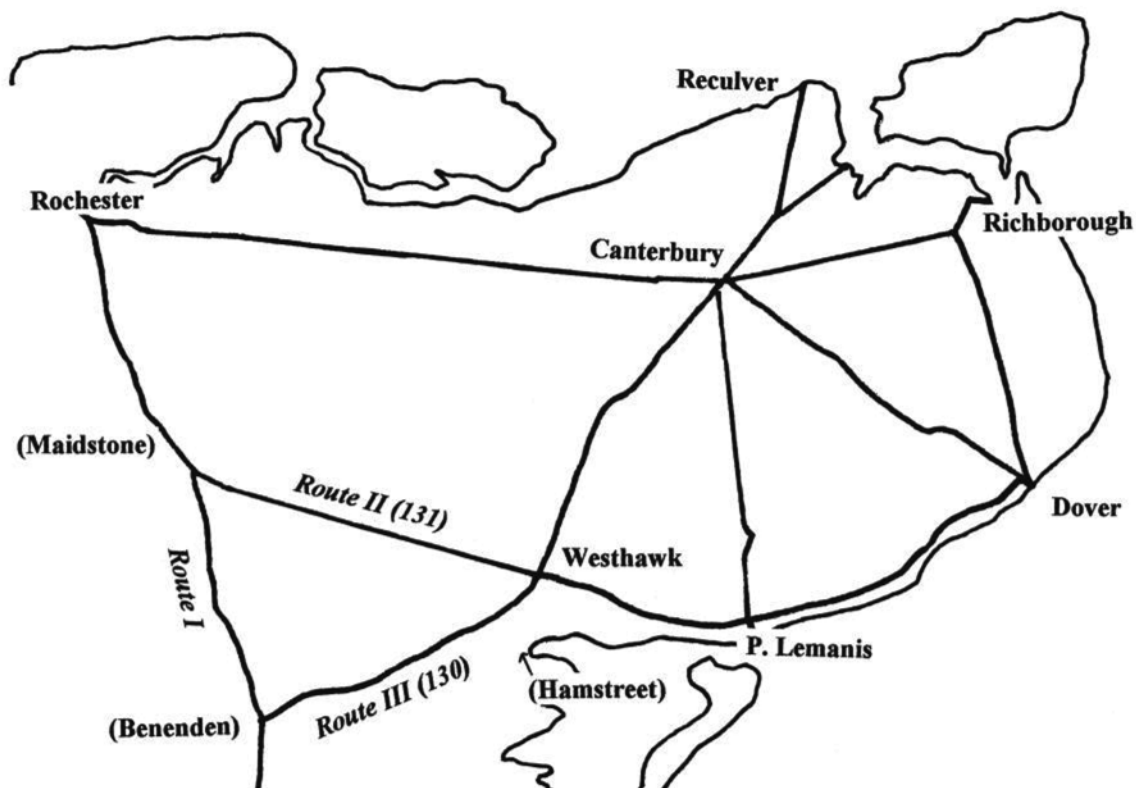 Reculver
Rochester
Richborough
Canterbury
(Maidstone)
Route II (131)
Dover
Westhawk
Route I
P. Lemanis
(Hamstreet)
Route III (130)
(Benenden)